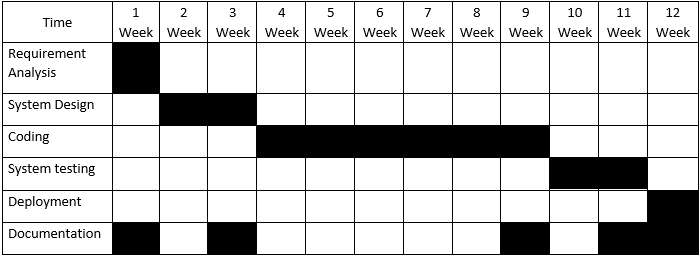 Time
1 Week
2 Week
3 Week
4 Week
5 Week
6 Week
7 Week
8 Week
9 Week
10 Week
11 Week
12 Week
Requirement
Analysis
System Design
Coding
System testing
Deployment
Documentation